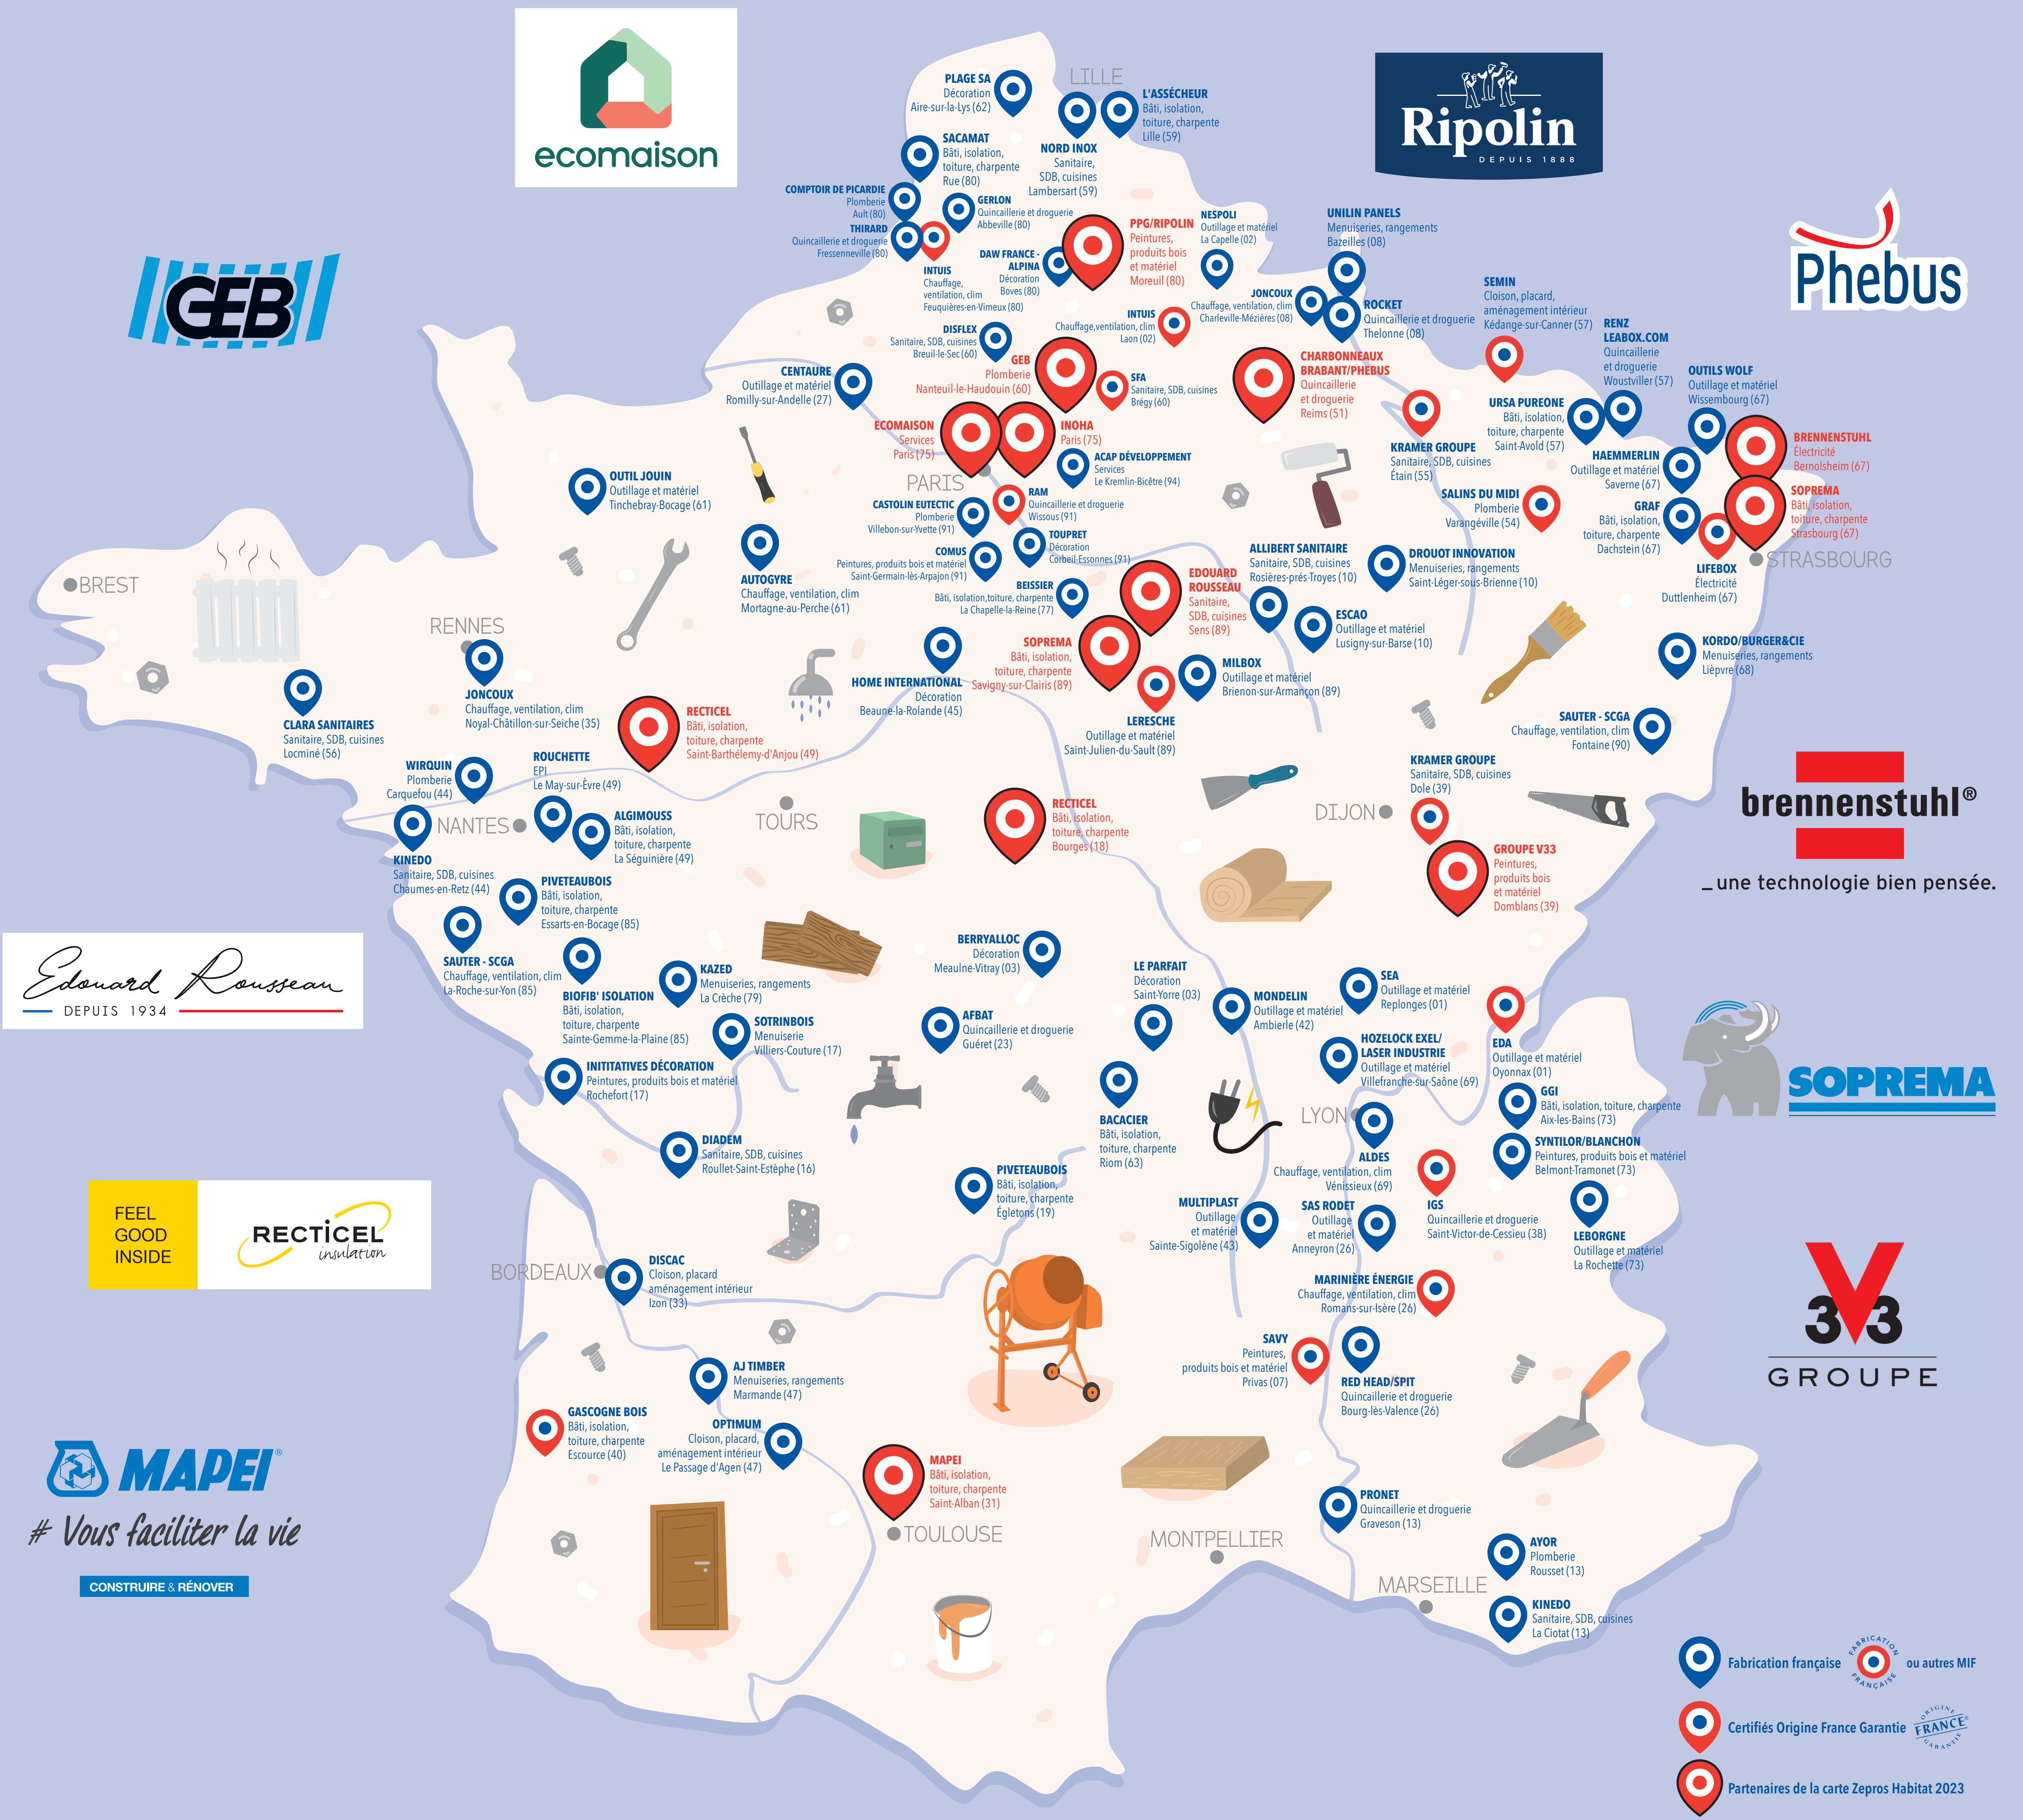 ecomaison
Ripolin
DEPUIS 1888
Phebus
GEB
brennenstuhl®
_une technologie bien pensée.
Edouard Rousseau
DEPUIS 1934
SOPREMA
FEEL
GOOD
INSIDE
RECTICEL
insulation
3V3
GROUPE
MAPEI®
# Vous faciliter la vie
CONSTRUIRE & RÉNOVER
LILLE
PLAGE SA
Décoration
Aire-sur-la-Lys (62)
L'ASSÉCHEUR
Bâti, isolation,
toiture, charpente
Lille (59)
SACAMAT
Bâti, isolation,
toiture, charpente
Rue (80)
NORD INOX
Sanitaire,
SDB, cuisines
Lambersart (59)
COMPTOIR DE PICARDIE
Plomberie
Ault (80)
GERLON
Quincaillerie et droguerie
Abbeville (80)
THIRARD
Quincaillerie et droguerie
Fressenneville (80)
INTUIS
Chauffage,
ventilation, clim
Feuquières-en-Vimeux (80)
DAW FRANCE -
ALPINA
Décoration
Boves (80)
PPG/RIPOLIN
Peintures,
produits bois
et matériel
Moreuil (80)
NESPOLI
Outillage et matériel
La Capelle (02)
UNILIN PANELS
Menuiseries, rangements
Bazeilles (08)
JONCOUX
Chauffage, ventilation, clim
Charleville-Mézières (08)
ROCKET
Quincaillerie et droguerie
Thelonne (08)
SEMIN
Cloison, placard,
aménagement intérieur
Kédange-sur-Canner (57)
RENZ
LEABOX.COM
Quincaillerie
et droguerie
Woustviller (57)
OUTILS WOLF
Outillage et matériel
Wissembourg (67)
INTUIS
Chauffage,ventilation, clim
Laon (02)
DISFLEX
Sanitaire, SDB, cuisines
Breuil-le-Sec (60)
GEB
Plomberie
Nanteuil-le-Haudouin (60)
SFA
Sanitaire, SDB, cuisines
Brégy (60)
CHARBONNEAUX
BRABANT/PHEBUS
Quincaillerie
et droguerie
Reims (51)
CENTAURE
Outillage et matériel
Romilly-sur-Andelle (27)
ECOMAISON
Services
Paris (75)
INOHA
Paris (75)
PARIS
ACAP DÉVELOPPEMENT
Services
Le Kremlin-Bicêtre (94)
KRAMER GROUPE
Sanitaire, SDB, cuisines
Étain (55)
URSA PUREONE
Bâti, isolation,
toiture, charpente
Saint-Avold (57)
HAEMMERLIN
Outillage et matériel
Saverne (67)
BRENNENSTUHL
Électricité
Bernolsheim (67)
SALINS DU MIDI
Plomberie
Varangéville (54)
GRAF
Bâti, isolation,
toiture, charpente
Dachstein (67)
SOPREMA
Bâti, isolation,
toiture, charpente
Strasbourg (67)
STRASBOURG
LIFEBOX
Électricité
Duttlenheim (67)
OUTIL JOUIN
Outillage et matériel
Tinchebray-Bocage (61)
CASTOLIN EUTECTIC
Plomberie
Villebon-sur-Yvette (91)
RAM
Quincaillerie et droguerie
Wissous (91)
TOUPRET
Décoration
Corbeil-Essonnes (91)
COMUS
Peintures, produits bois et matériel
Saint-Germain-lès-Arpajon (91)
BEISSIER
Bâti, isolation,toiture, charpente
La Chapelle-la-Reine (77)
AUTOGYRE
Chauffage, ventilation, clim
Mortagne-au-Perche (61)
EDOUARD
ROUSSEAU
Sanitaire,
SDB, cuisines
Sens (89)
ALLIBERT SANITAIRE
Sanitaire, SDB, cuisines
Rosières-prés-Troyes (10)
DROUOT INNOVATION
Menuiseries, rangements
Saint-Léger-sous-Brienne (10)
ESCAO
Outillage et matériel
Lusigny-sur-Barse (10)
SOPREMA
Bâti, isolation,
toiture, charpente
Savigny-sur-Clairis (89)
MILBOX
Outillage et matériel
Brienon-sur-Armançon (89)
LERESCHE
Outillage et matériel
Saint-Julien-du-Sault (89)
HOME INTERNATIONAL
Décoration
Beaune-la-Rolande (45)
KORDO/BURGER&CIE
Menuiseries, rangements
Lièpvre (68)
SAUTER - SCGA
Chauffage, ventilation, clim
Fontaine (90)
BREST
RENNES
JONCOUX
Chauffage, ventilation, clim
Noyal-Châtillon-sur-Seiche (35)
CLARA SANITAIRES
Sanitaire, SDB, cuisines
Locminé (56)
RECTICEL
Bâti, isolation,
toiture, charpente
Saint-Barthélemy-d'Anjou (49)
WIRQUIN
Plomberie
Carquefou (44)
ROUCHETTE
EPI
Le May-sur-Èvre (49)
NANTES
ALGIMOUSS
Bâti, isolation,
toiture, charpente
La Séguinière (49)
KINEDO
Sanitaire, SDB, cuisines
Chaumes-en-Retz (44)
TOURS
RECTICEL
Bâti, isolation,
toiture, charpente
Bourges (18)
DIJON
KRAMER GROUPE
Sanitaire, SDB, cuisines
Dole (39)
GROUPE V33
Peintures,
produits bois
et matériel
Domblans (39)
PIVETEAUBOIS
Bâti, isolation,
toiture, charpente
Essarts-en-Bocage (85)
SAUTER - SCGA
Chauffage, ventilation, clim
La-Roche-sur-Yon (85)
BIOFIB' ISOLATION
Bâti, isolation,
toiture, charpente
Sainte-Gemme-la-Plaine (85)
KAZED
Menuiseries, rangements
La Crèche (79)
SOTRINBOIS
Menuiserie
Villiers-Couture (17)
INITITATIVES DÉCORATION
Peintures, produits bois et matériel
Rochefort (17)
DIADEM
Sanitaire, SDB, cuisines
Roullet-Saint-Estèphe (16)
BERRYALLOC
Décoration
Meaulne-Vitray (03)
LE PARFAIT
Décoration
Saint-Yorre (03)
AFBAT
Quincaillerie et droguerie
Guéret (23)
MONDELIN
Outillage et matériel
Ambierle (42)
SEA
Outillage et matériel
Replonges (01)
HOZELOCK EXEL/
LASER INDUSTRIE
Outillage et matériel
Villefranche-sur-Saône (69)
EDA
Outillage et matériel
Oyonnax (01)
GGI
Bâti, isolation, toiture, charpente
Aix-les-Bains (73)
SYNTILOR/BLANCHON
Peintures, produits bois et matériel
Belmont-Tramonet (73)
BACACIER
Bâti, isolation,
toiture, charpente
Riom (63)
LYON
ALDES
Chauffage, ventilation, clim
Vénissieux (69)
PIVETEAUBOIS
Bâti, isolation,
toiture, charpente
Égletons (19)
MULTIPLAST
Outillage
et matériel
Sainte-Sigolène (43)
SAS RODET
Outillage
et matériel
Anneyron (26)
IGS
Quincaillerie et droguerie
Saint-Victor-de-Cessieu (38)
LEBORGNE
Outillage et matériel
La Rochette (73)
BORDEAUX
DISCAC
Cloison, placard
aménagement intérieur
Izon (33)
MARINIÈRE ÉNERGIE
Chauffage, ventilation, clim
Romans-sur-Isère (26)
SAVY
Peintures,
produits bois et matériel
Privas (07)
RED HEAD/SPIT
Quincaillerie et droguerie
Bourg-lès-Valence (26)
AJ TIMBER
Menuiseries, rangements
Marmande (47)
GASCOGNE BOIS
Bâti, isolation,
toiture, charpente
Escource (40)
OPTIMUM
Cloison, placard,
aménagement intérieur
Le Passage d'Agen (47)
MAPEI
Bâti, isolation,
toiture, charpente
Saint-Alban (31)
TOULOUSE
MONTPELLIER
PRONET
Quincaillerie et droguerie
Graveson (13)
AYOR
Plomberie
Rousset (13)
MARSEILLE
KINEDO
Sanitaire, SDB, cuisines
La Ciotat (13)
Fabrication française
FABRICATION
FRANÇAISE
ou autres MIF
Certifiés Origine France Garantie
ORIGINE
FRANCE®
GARANTIE
Partenaires de la carte Zepros Habitat 2023